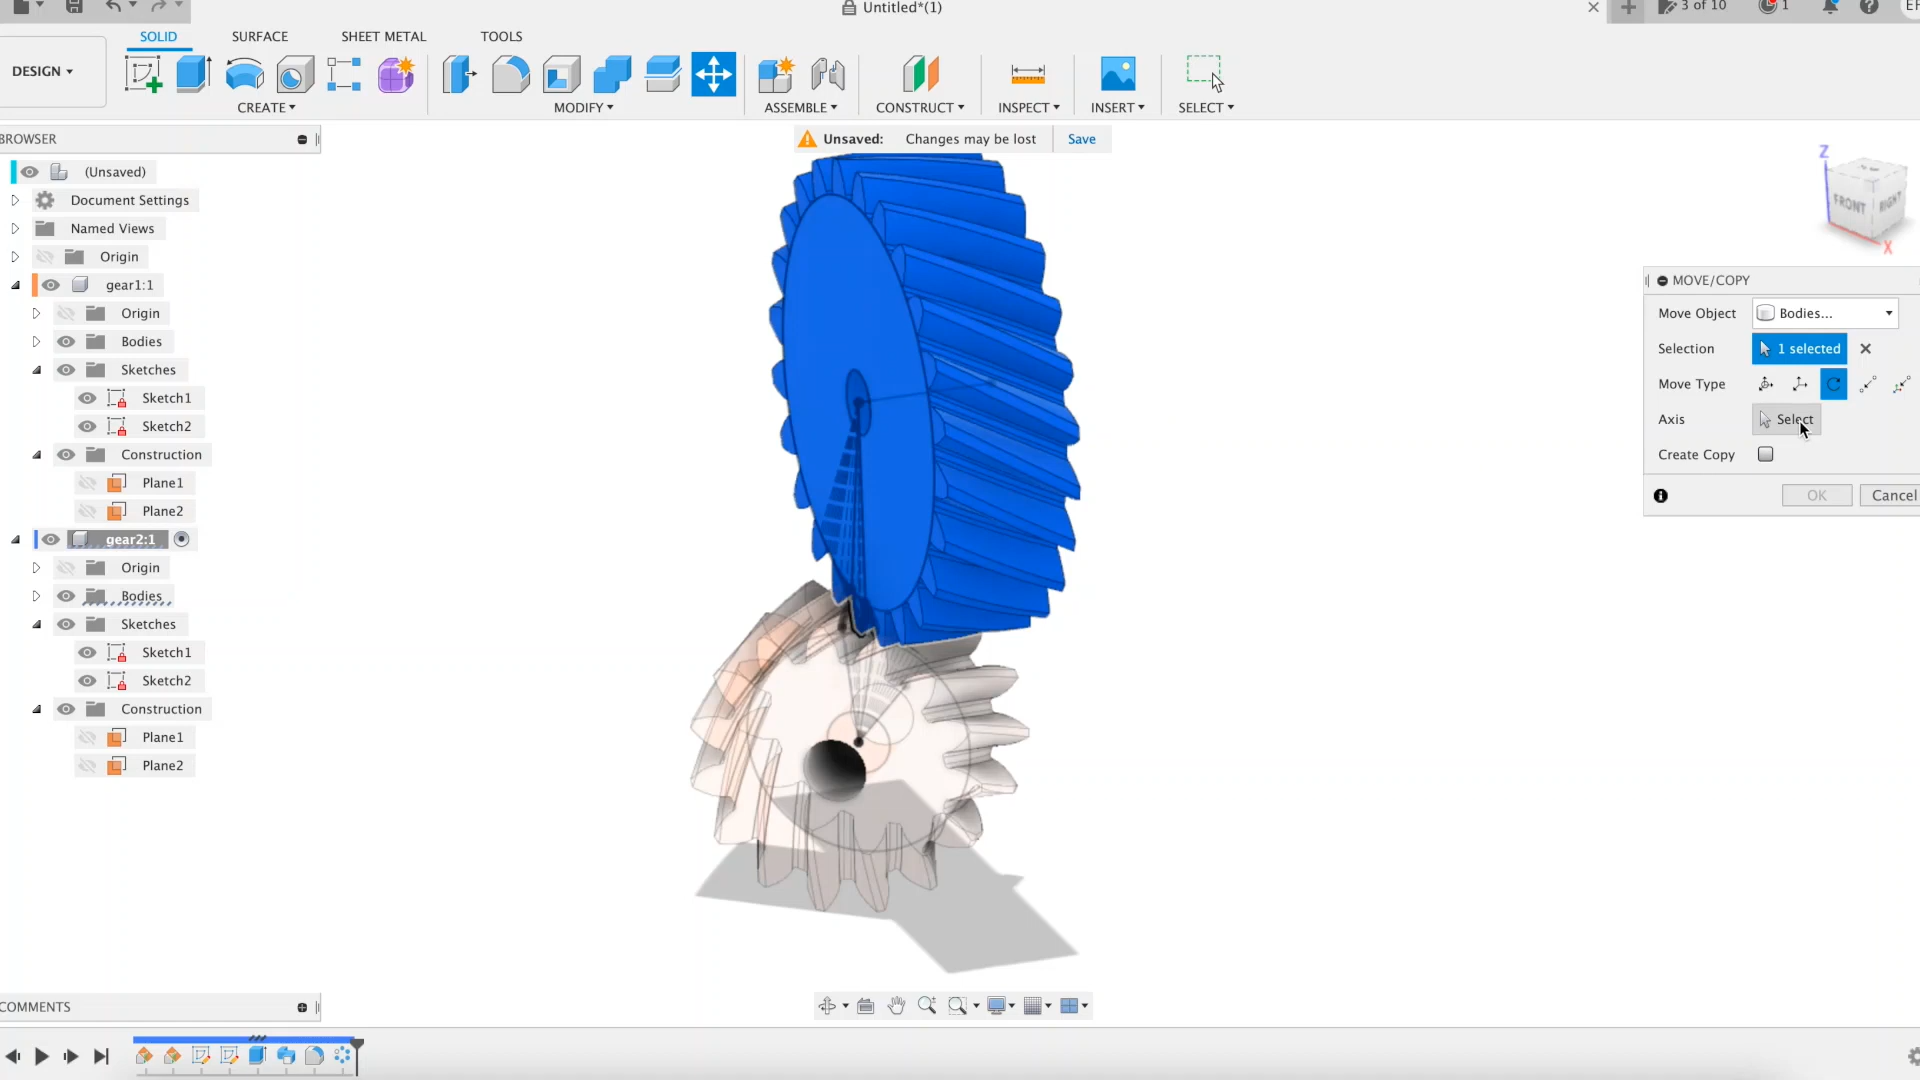 Untitled*(1)
3 of 10
1
SOLID
SURFACE
SHEET METAL
TOOLS
DESIGN
CREATE
MODIFY
ASSEMBLE
CONSTRUCT
INSPECT
INSERT
SELECT
BROWSER
Unsaved: Changes may be lost Save
(Unsaved)
Document Settings
Named Views
Origin
gear1:1
Origin
Bodies
Sketches
Sketch1
Sketch2
Construction
Plane1
Plane2
gear2:1
Origin
Bodies
Sketches
Sketch1
Sketch2
Construction
Plane1
Plane2
Z
FRONT
RIGHT
X
MOVE/COPY
Move Object Bodies...
Selection 1 selected
Move Type
Axis Select
Create Copy
OK Cancel
COMMENTS